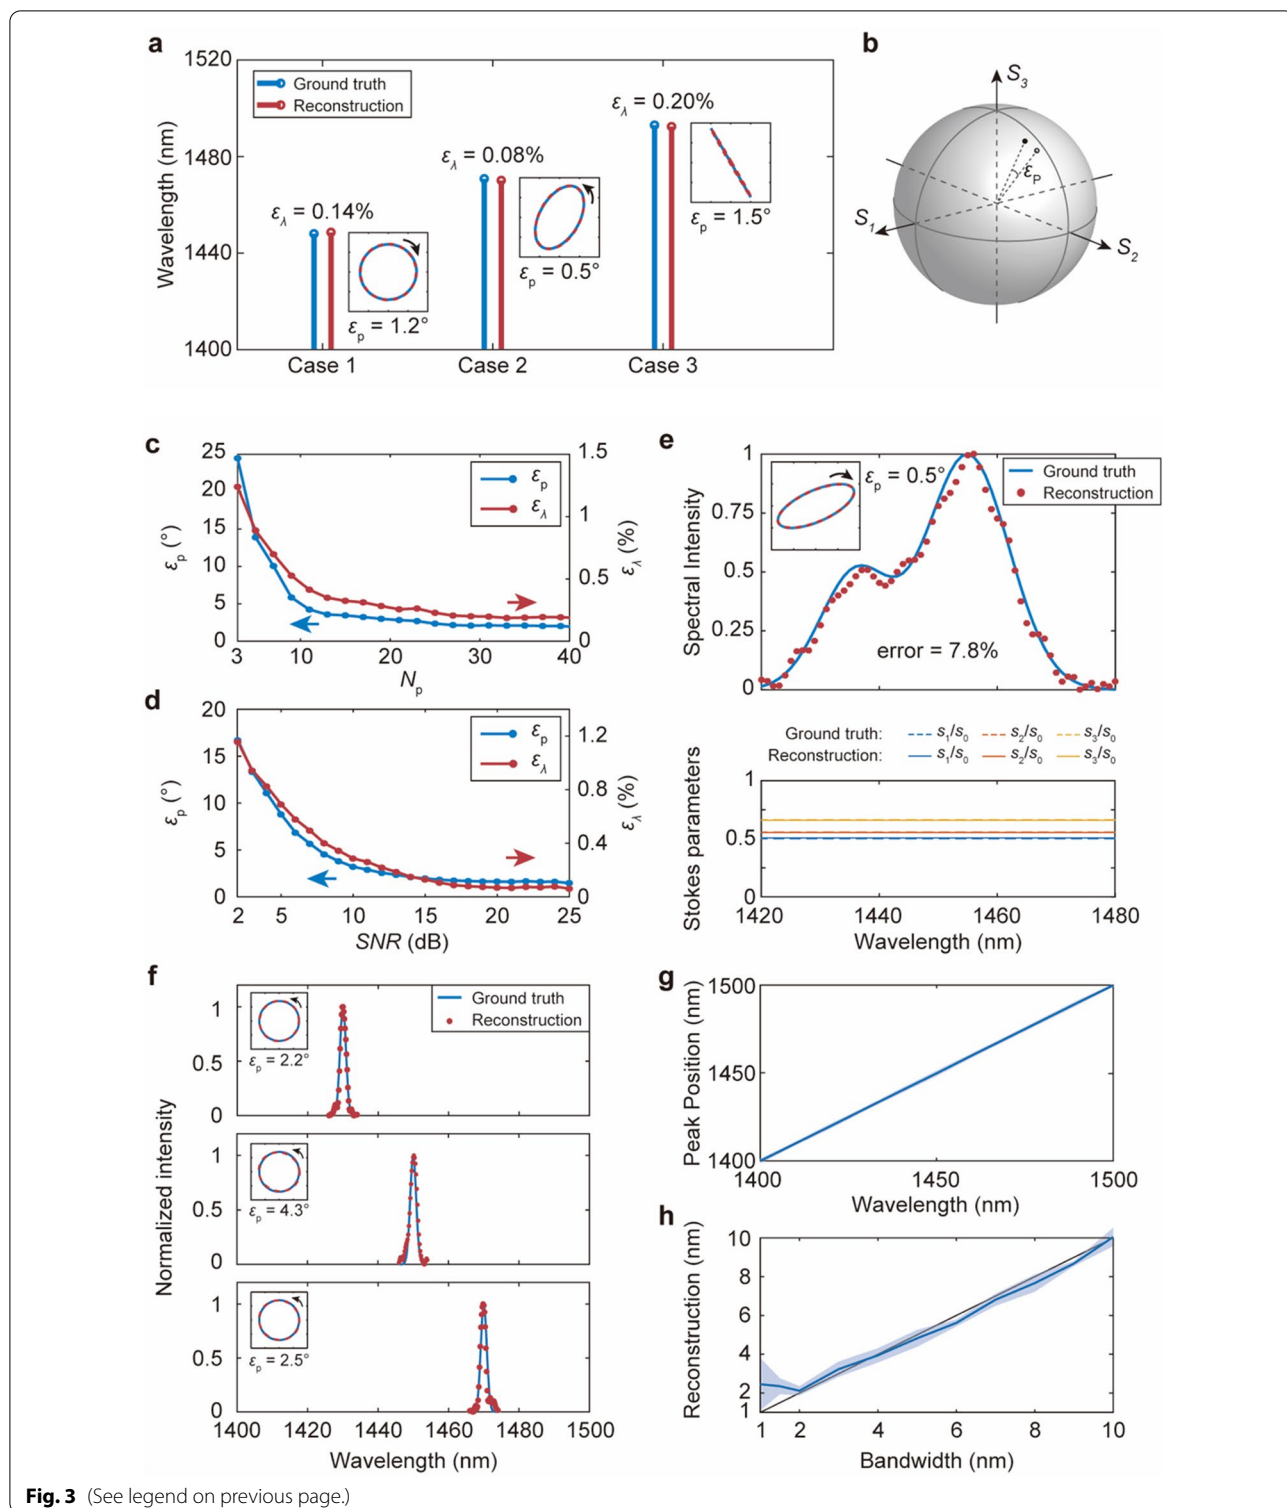 a
1520
1480
1440
1400
Wavelength (nm)
Ground truth
Reconstruction
ελ = 0.14%
ελ = 0.08%
ελ = 0.20%
εp = 1.2°
εp = 0.5°
εp = 1.5°
Case 1 Case 2 Case 3
b
S3
εP
S1
S2
c
25
20
15
10
5
0
εp (°)
1.5
1
0.5
0
ελ (%)
εp
ελ
3 10 20 30 40
Np
d
20
15
10
5
0
εp (°)
1.2
0.8
0.4
0
ελ (%)
εp
ελ
2 5 10 15 20 25
SNR (dB)
e
1
0.75
0.5
0.25
0
Spectral Intensity
εp = 0.5°
Ground truth
Reconstruction
error = 7.8%
Ground truth: s1/s0 s2/s0 s3/s0
Reconstruction: s1/s0 s2/s0 s3/s0
1
0.5
0
Stokes parameters
1420 1440 1460 1480
Wavelength (nm)
f
Normalized intensity
1
0.5
0
εp = 2.2°
Ground truth
Reconstruction
1
0.5
0
εp = 4.3°
1
0.5
0
εp = 2.5°
1400 1420 1440 1460 1480 1500
Wavelength (nm)
g
1500
1450
1400
Peak Position (nm)
1400 1450 1500
Wavelength (nm)
h
10
8
6
4
2
1
Reconstruction (nm)
1 2 4 6 8 10
Bandwidth (nm)
Fig. 3 (See legend on previous page.)